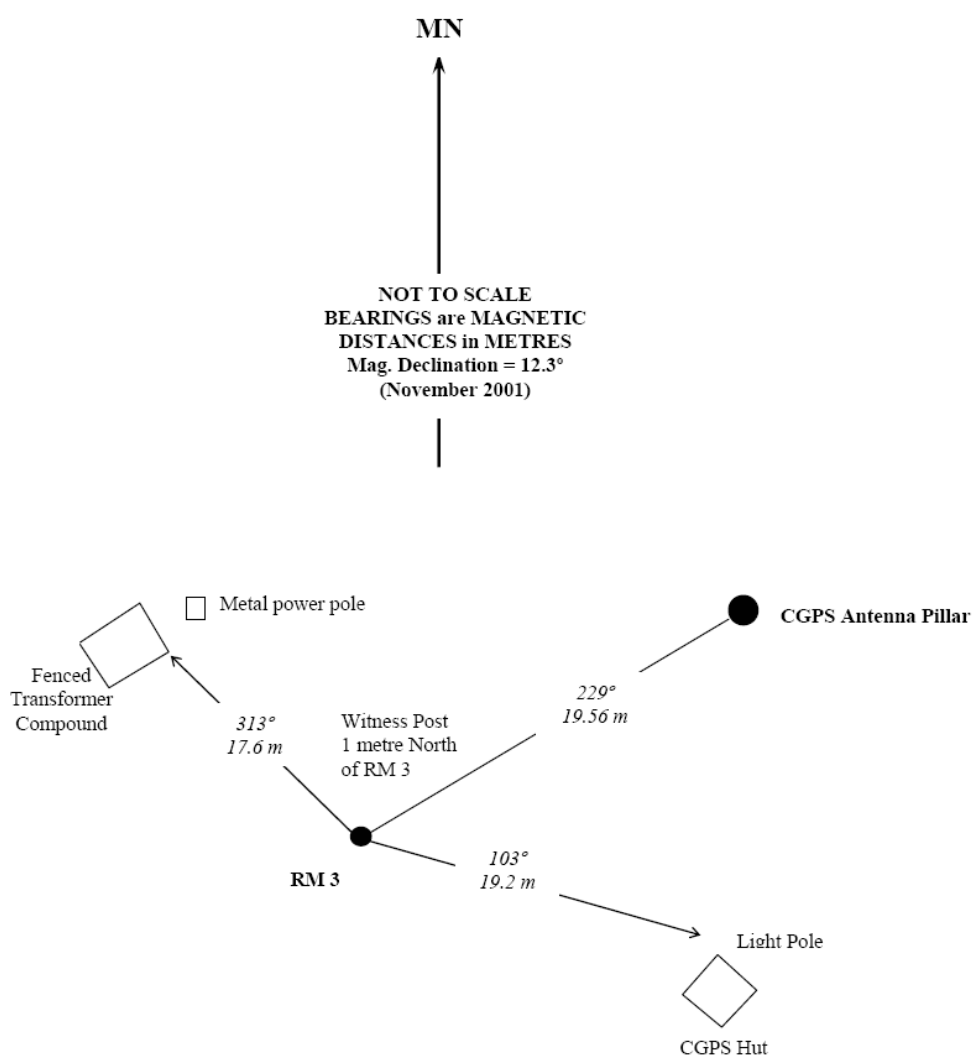 MN
NOT TO SCALE
BEARINGS are MAGNETIC
DISTANCES in METRES
Mag. Declination = 12.3°
(November 2001)
Metal power pole
CGPS Antenna Pillar
Fenced
Transformer
Compound
313°
17.6 m
Witness Post
1 metre North
of RM 3
229°
19.56 m
RM 3
103°
19.2 m
Light Pole
CGPS Hut